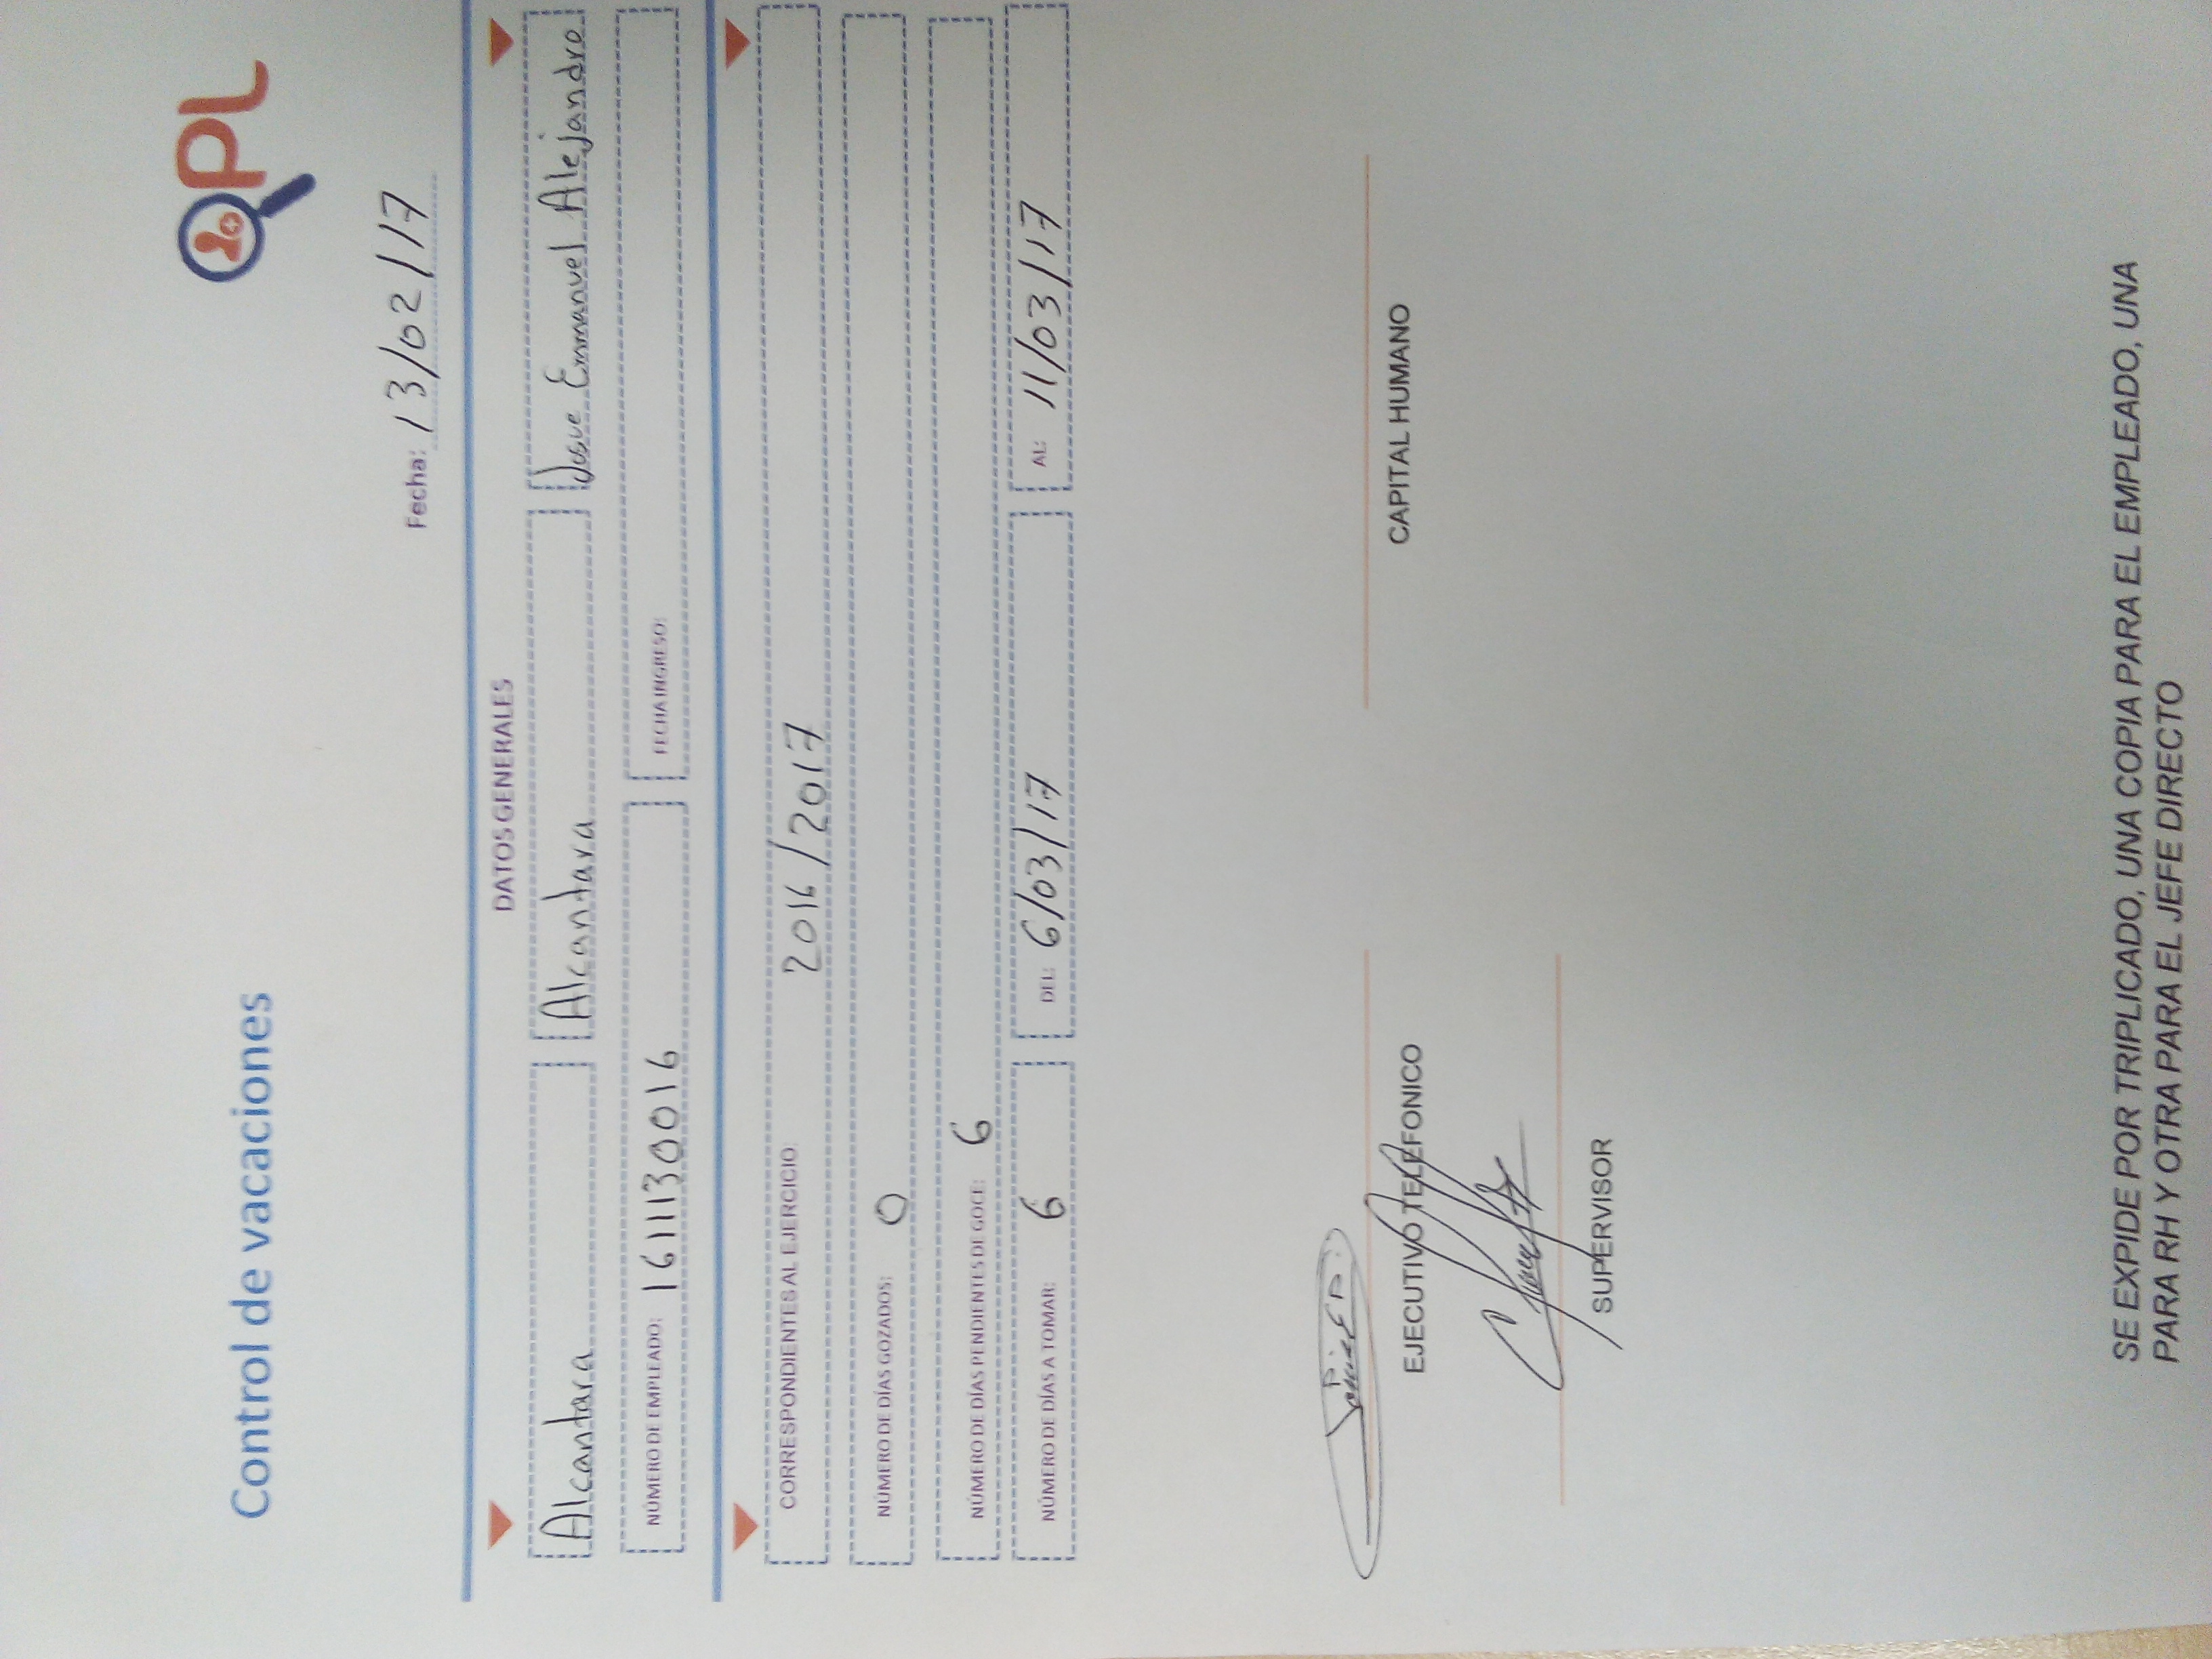 Control de vacaciones
QPL
Fecha: 13/02/17
DATOS GENERALES
Alcantara Alcantara Josue Emmanuel Alejandro
NÚMERO DE EMPLEADO: 161130016 FECHA INGRESO:
CORRESPONDIENTES AL EJERCICIO: 2016/2017
NÚMERO DE DÍAS GOZADOS: 0
NÚMERO DE DÍAS PENDIENTES DE GOCE: 6
NÚMERO DE DÍAS A TOMAR: 6 DEL: 6/03/17 AL: 11/03/17
EJECUTIVO TELEFONICO CAPITAL HUMANO
SUPERVISOR
SE EXPIDE POR TRIPLICADO, UNA COPIA PARA EL EMPLEADO, UNA
PARA RH Y OTRA PARA EL JEFE DIRECTO